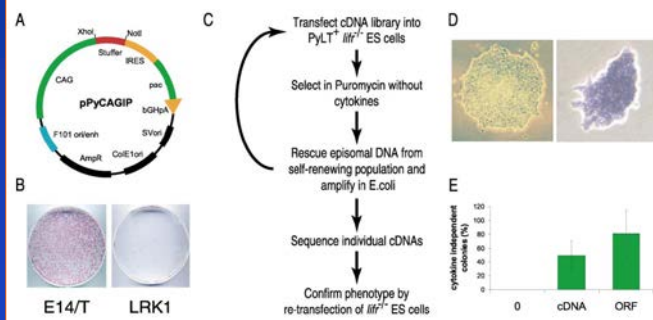 A
XhoI
NotI
Stuffer
IRES
CAG
pac
pPyCAGIP
bGHpA
F101 ori/enh
SVori
AmpR
ColE1ori
B
E14/T
LRK1
C
Transfect cDNA library into
PyLT+ lifr-/- ES cells
Select in Puromycin without
cytokines
Rescue episomal DNA from
self-renewing population and
amplify in E.coli
Sequence individual cDNAs
Confirm phenotype by
re-transfection of lifr-/- ES cells
D
E
cytokine independent
colonies (%)
120
100
80
60
40
20
0
0
cDNA
ORF